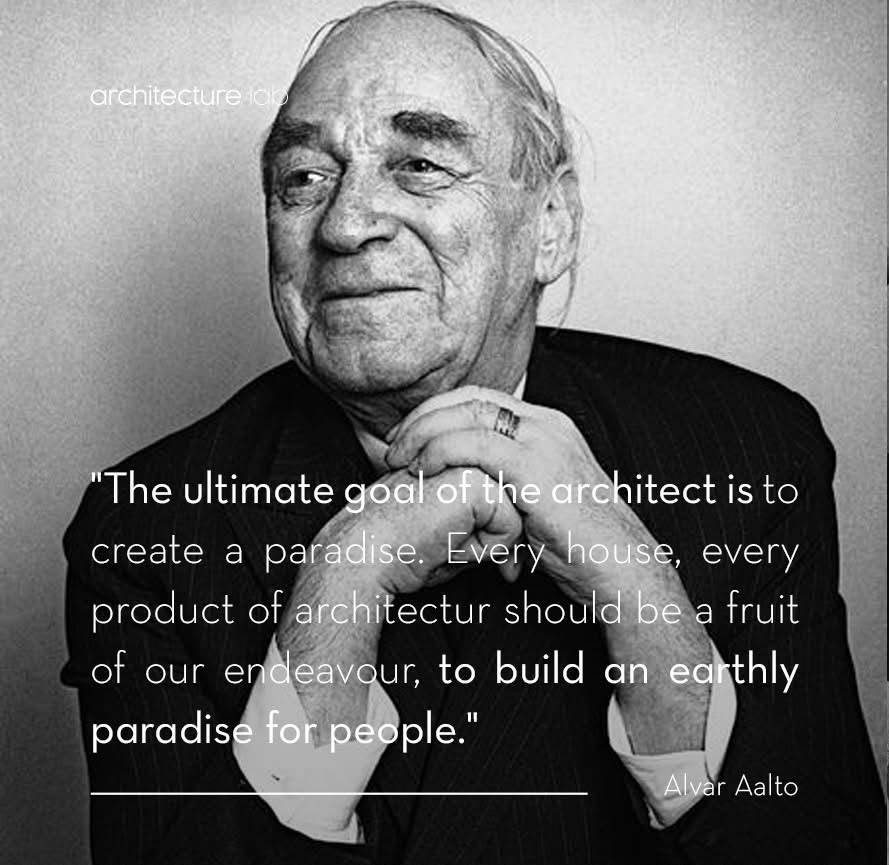 architecture lab
"The ultimate goal of the architect is to
create a paradise. Every house, every
product of architectur should be a fruit
of our endeavour, to build an earthly
paradise for people."
Alvar Aalto